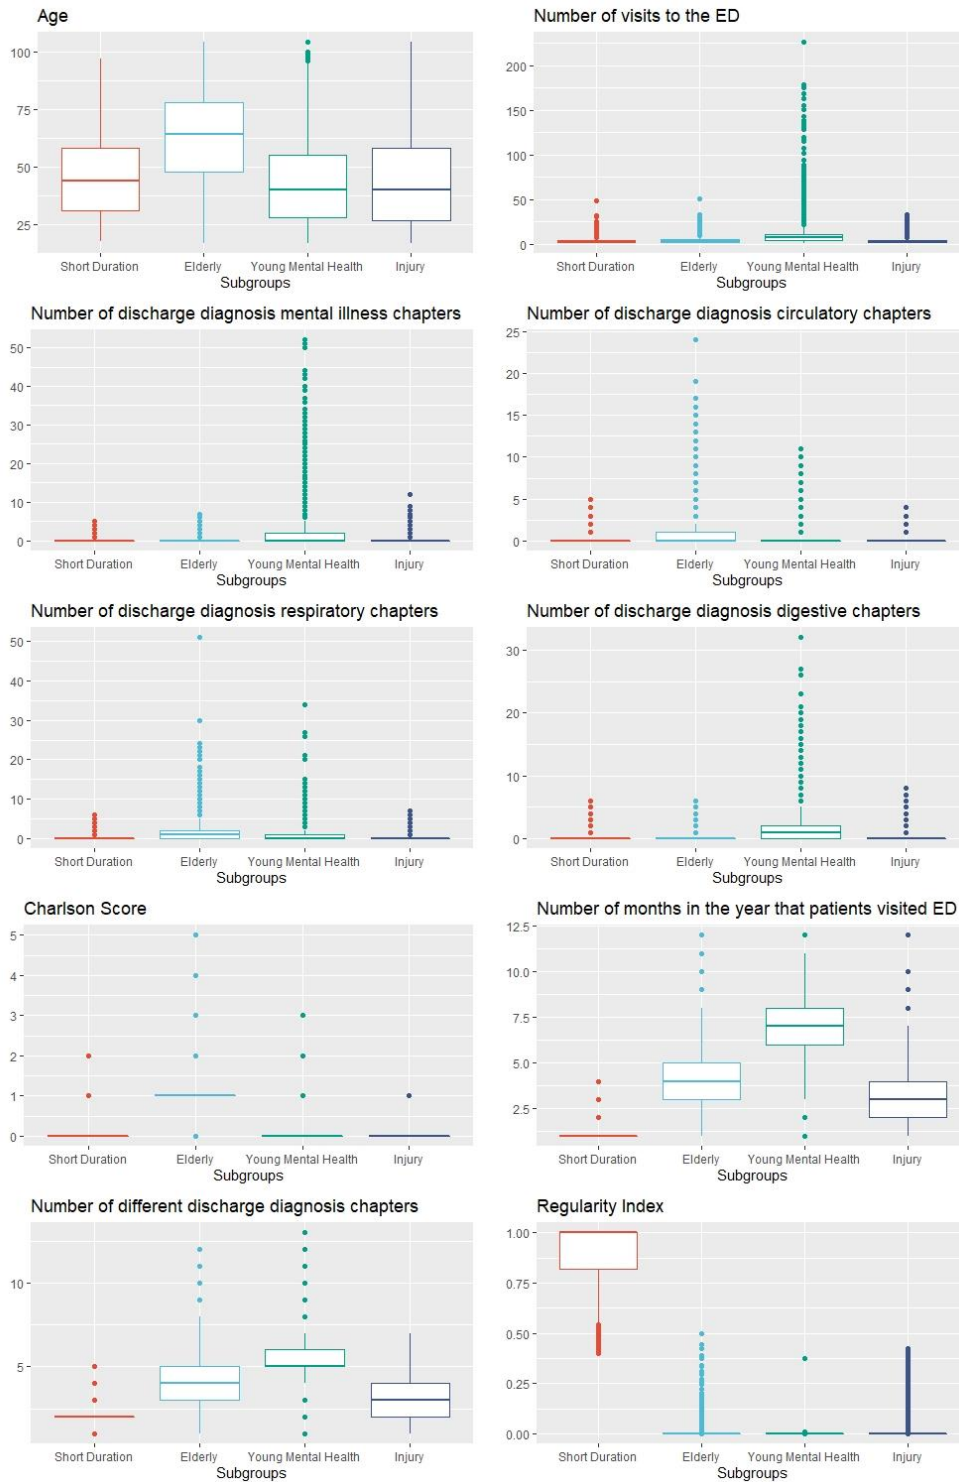 Age
100
75
50
25
Short Duration Elderly Young Mental Health Injury
Subgroups
Number of visits to the ED
200
150
100
50
0
Short Duration Elderly Young Mental Health Injury
Subgroups
Number of discharge diagnosis mental illness chapters
50
40
30
20
10
0
Short Duration Elderly Young Mental Health Injury
Subgroups
Number of discharge diagnosis circulatory chapters
25
20
15
10
5
0
Short Duration Elderly Young Mental Health Injury
Subgroups
Number of discharge diagnosis respiratory chapters
50
40
30
20
10
0
Short Duration Elderly Young Mental Health Injury
Subgroups
Number of discharge diagnosis digestive chapters
30
20
10
0
Short Duration Elderly Young Mental Health Injury
Subgroups
Charlson Score
5
4
3
2
1
0
Short Duration Elderly Young Mental Health Injury
Subgroups
Number of months in the year that patients visited ED
12.5
10.0
7.5
5.0
2.5
Short Duration Elderly Young Mental Health Injury
Subgroups
Number of different discharge diagnosis chapters
10
5
Short Duration Elderly Young Mental Health Injury
Subgroups
Regularity Index
1.00
0.75
0.50
0.25
0.00
Short Duration Elderly Young Mental Health Injury
Subgroups